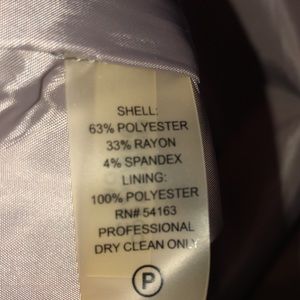 SHELL:
63% POLYESTER
33% RAYON
4% SPANDEX
LINING:
100% POLYESTER
RN# 54163
PROFESSIONAL
DRY CLEAN ONLY
P